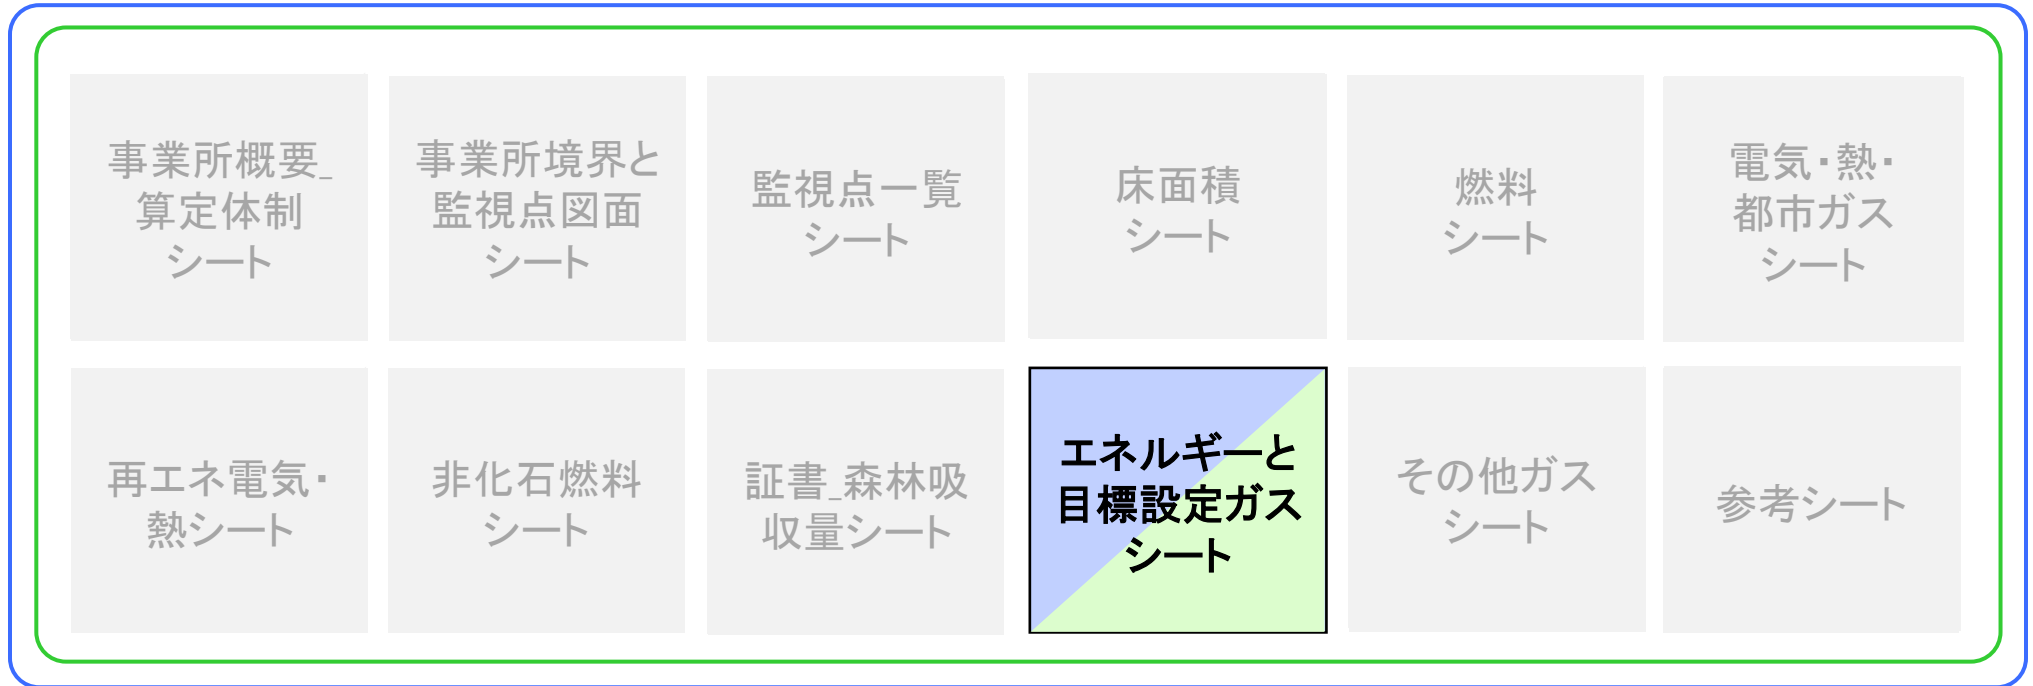 事業所概要_
算定体制
シート
事業所境界と
監視点図面
シート
監視点一覧
シート
床面積
シート
燃料
シート
電気・熱・
都市ガス
シート
再エネ電気・
熱シート
非化石燃料
シート
証書_森林吸
収量シート
エネルギーと
目標設定ガス
シート
その他ガス
シート
参考シート